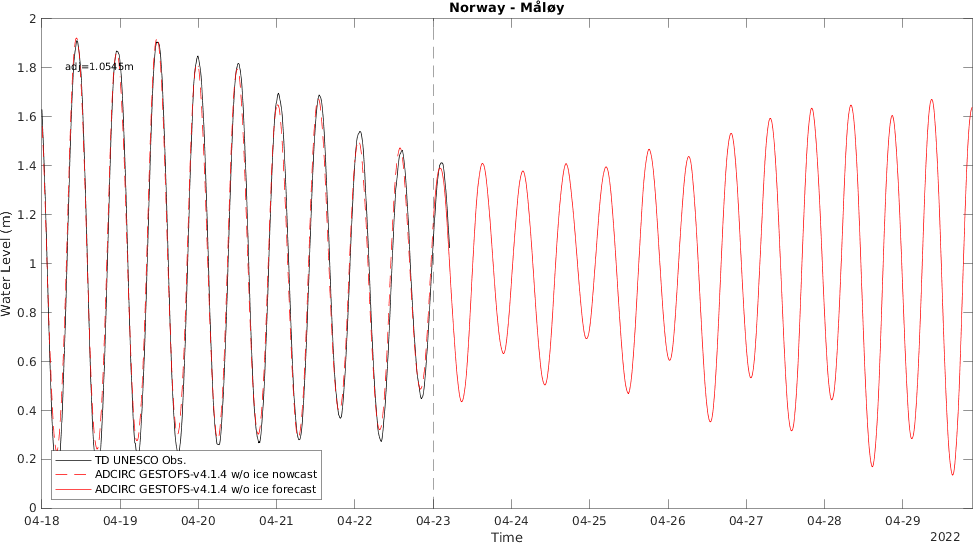 Norway - Måløy
2
1.8
1.6
1.4
1.2
1
0.8
0.6
0.4
0.2
0
Water Level (m)
adj=1.0545m
TD UNESCO Obs.
ADCIRC GESTOFS-v4.1.4 w/o ice nowcast
ADCIRC GESTOFS-v4.1.4 w/o ice forecast
04-18 04-19 04-20 04-21 04-22 04-23 04-24 04-25 04-26 04-27 04-28 04-29
Time
2022